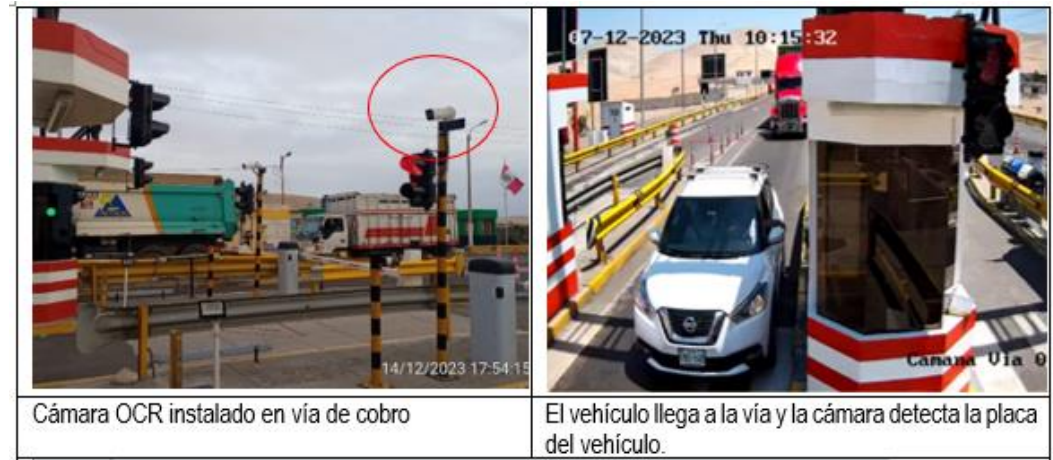 07-12-2023 Thu 10:15:32
14/12/2023 17:54:15
Camana Via 0
Cámara OCR instalado en vía de cobro
El vehículo llega a la vía y la cámara detecta la placa
del vehículo.